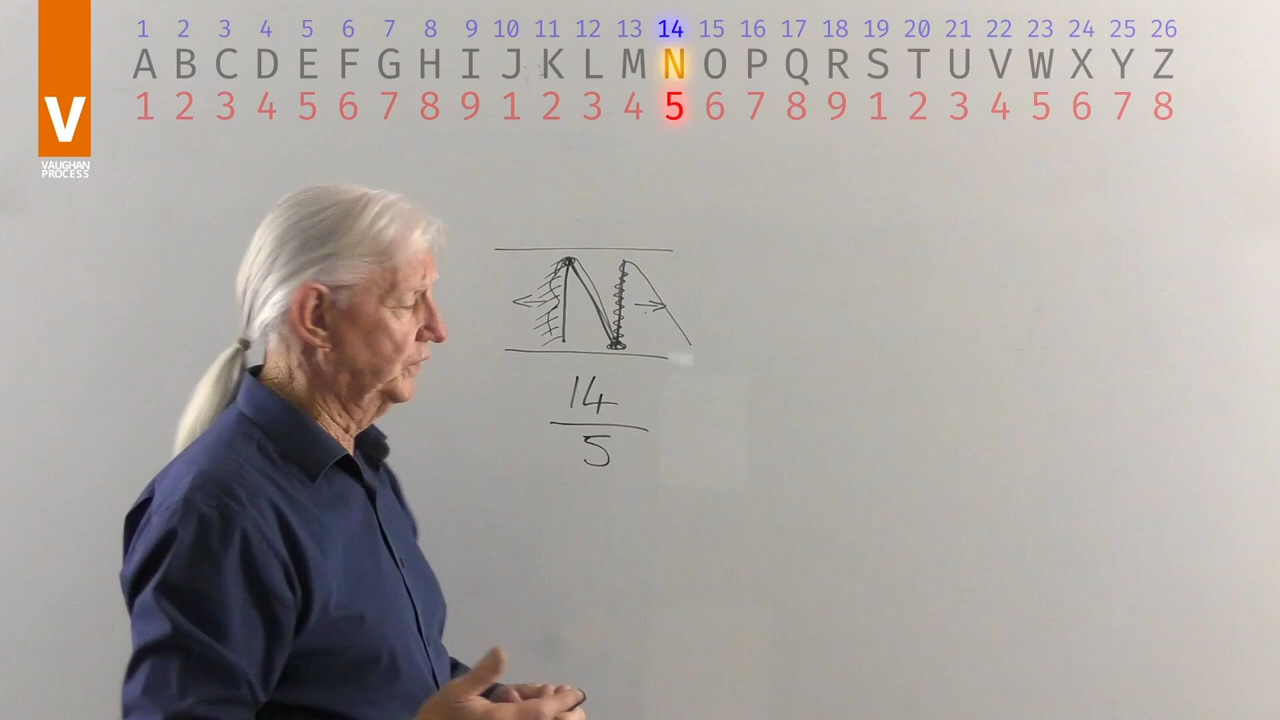 1 2 3 4 5 6 7 8 9 10 11 12 13 14 15 16 17 18 19 20 21 22 23 24 25 26
A B C D E F G H I J K L M N O P Q R S T U V W X Y Z
1 2 3 4 5 6 7 8 9 1 2 3 4 5 6 7 8 9 1 2 3 4 5 6 7 8
V
VAUGHAN
PROCESS
N
14
5